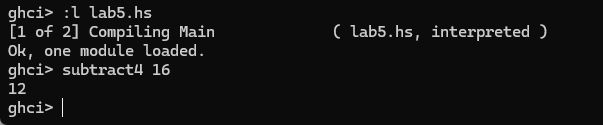 ghci> :l lab5.hs
[1 of 2] Compiling Main             ( lab5.hs, interpreted )
Ok, one module loaded.
ghci> subtract4 16
12
ghci>